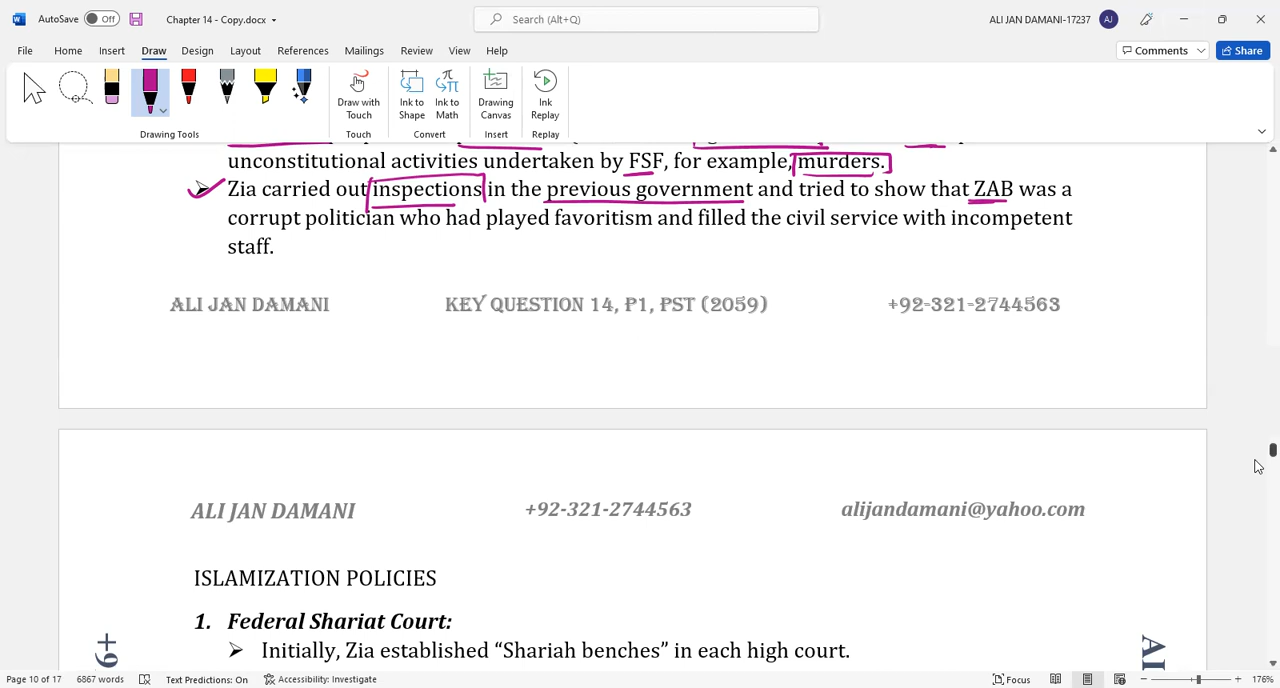 AutoSave Off Chapter 14 - Copy.docx Search (Alt+Q) ALI JAN DAMANI-17237 AJ
File Home Insert Draw Design Layout References Mailings Review View Help Comments Share
Draw with Touch Ink to Shape Ink to Math Drawing Canvas Ink Replay
Drawing Tools Touch Convert Insert Replay
unconstitutional activities undertaken by FSF, for example, murders.
➢ Zia carried out inspections in the previous government and tried to show that ZAB was a
corrupt politician who had played favoritism and filled the civil service with incompetent
staff.
ALI JAN DAMANI KEY QUESTION 14, P1, PST (2059) +92-321-2744563
ALI JAN DAMANI +92-321-2744563 alijandamani@yahoo.com
ISLAMIZATION POLICIES
1. Federal Shariat Court:
➢ Initially, Zia established “Shariah benches” in each high court.
+9
AL
Page 10 of 17 6867 words Text Predictions: On Accessibility: Investigate Focus 176%